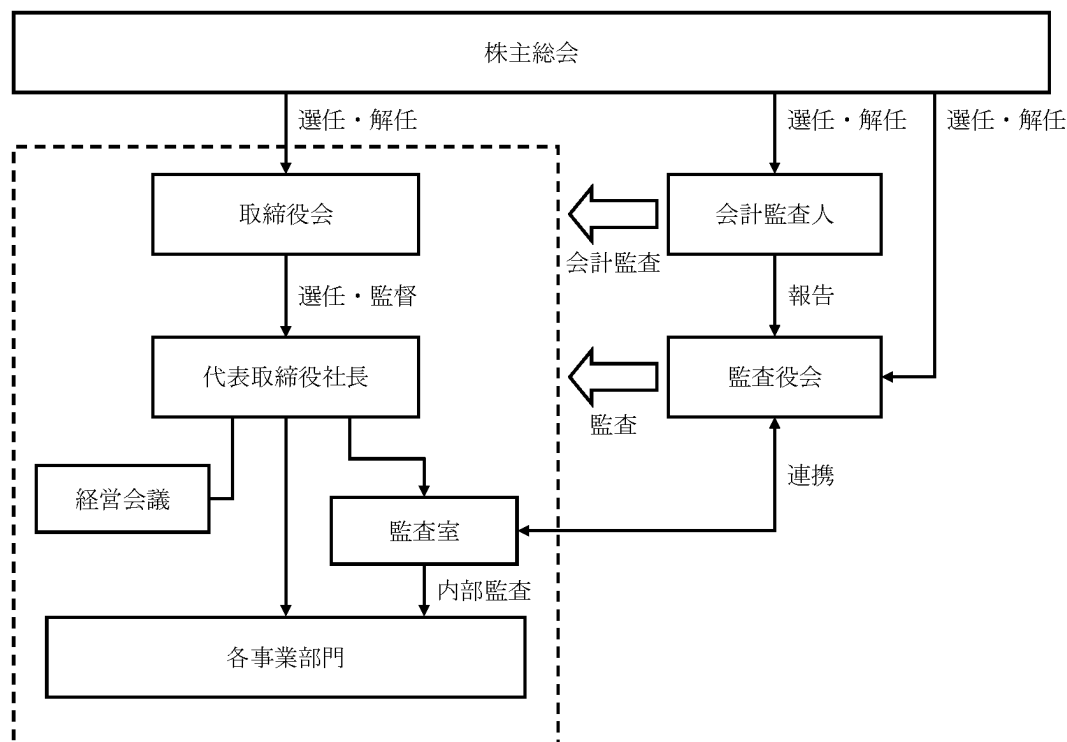 株主総会
選任・解任
選任・解任
選任・解任
取締役会
会計監査人
会計監査
選任・監督
報告
代表取締役社長
監査役会
監査
経営会議
連携
監査室
内部監査
各事業部門